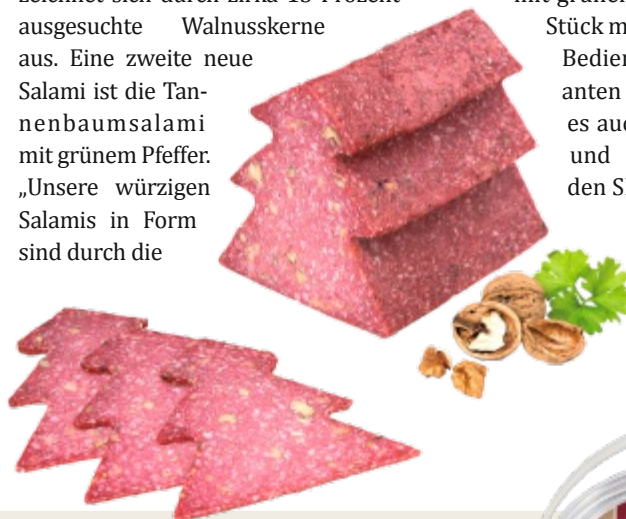 ausgesuchte Walnusskerne
aus. Eine zweite neue
Salami ist die Tan-
nenbaumsalami
mit grünem Pfeffer.
„Unsere würzigen
Salamis in Form
sind durch die
Stück m
Bedien
anten
es auc
und
den S